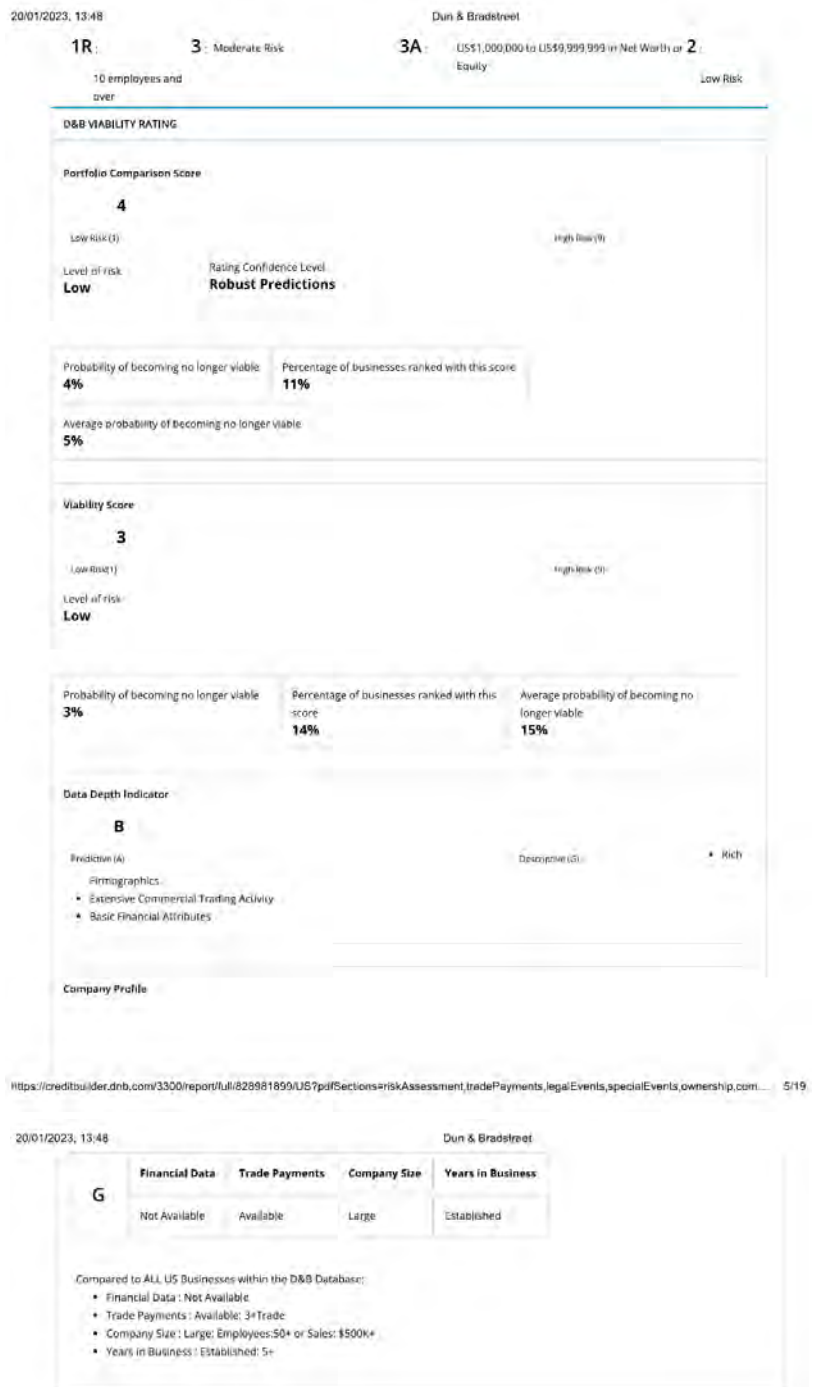 20/01/2023, 13:48 Dun & Bradstreet
1R : 3 : Moderate Risk 3A : US$1,000,000 to US$9,999,999 in Net Worth or 2 :
Equity
10 employees and Low Risk
over
D&B VIABILITY RATING
Portfolio Comparison Score
4
Low Risk (1) High Risk (9)
Level of risk Rating Confidence Level
Low Robust Predictions
Probability of becoming no longer viable Percentage of businesses ranked with this score
4% 11%
Average probability of becoming no longer viable
5%
Viability Score
3
Low Risk(1) High Risk (9)
Level of risk
Low
Probability of becoming no longer viable Percentage of businesses ranked with this Average probability of becoming no
3% score longer viable
14% 15%
Data Depth Indicator
B
Predictive (A) Descriptive (G) • Rich
Firmographics
• Extensive Commercial Trading Activity
• Basic Financial Attributes
Company Profile
https://creditbuilder.dnb.com/3300/report/full/828981899/US?pdfSections=riskAssessment,tradePayments,legalEvents,specialEvents,ownership,com... 5/19
20/01/2023, 13:48 Dun & Bradstreet
Financial Data Trade Payments Company Size Years in Business
G
Not Available Available Large Established
Compared to ALL US Businesses within the D&B Database:
• Financial Data : Not Available
• Trade Payments : Available: 3+Trade
• Company Size : Large: Employees:50+ or Sales: $500K+
• Years in Business : Established: 5+